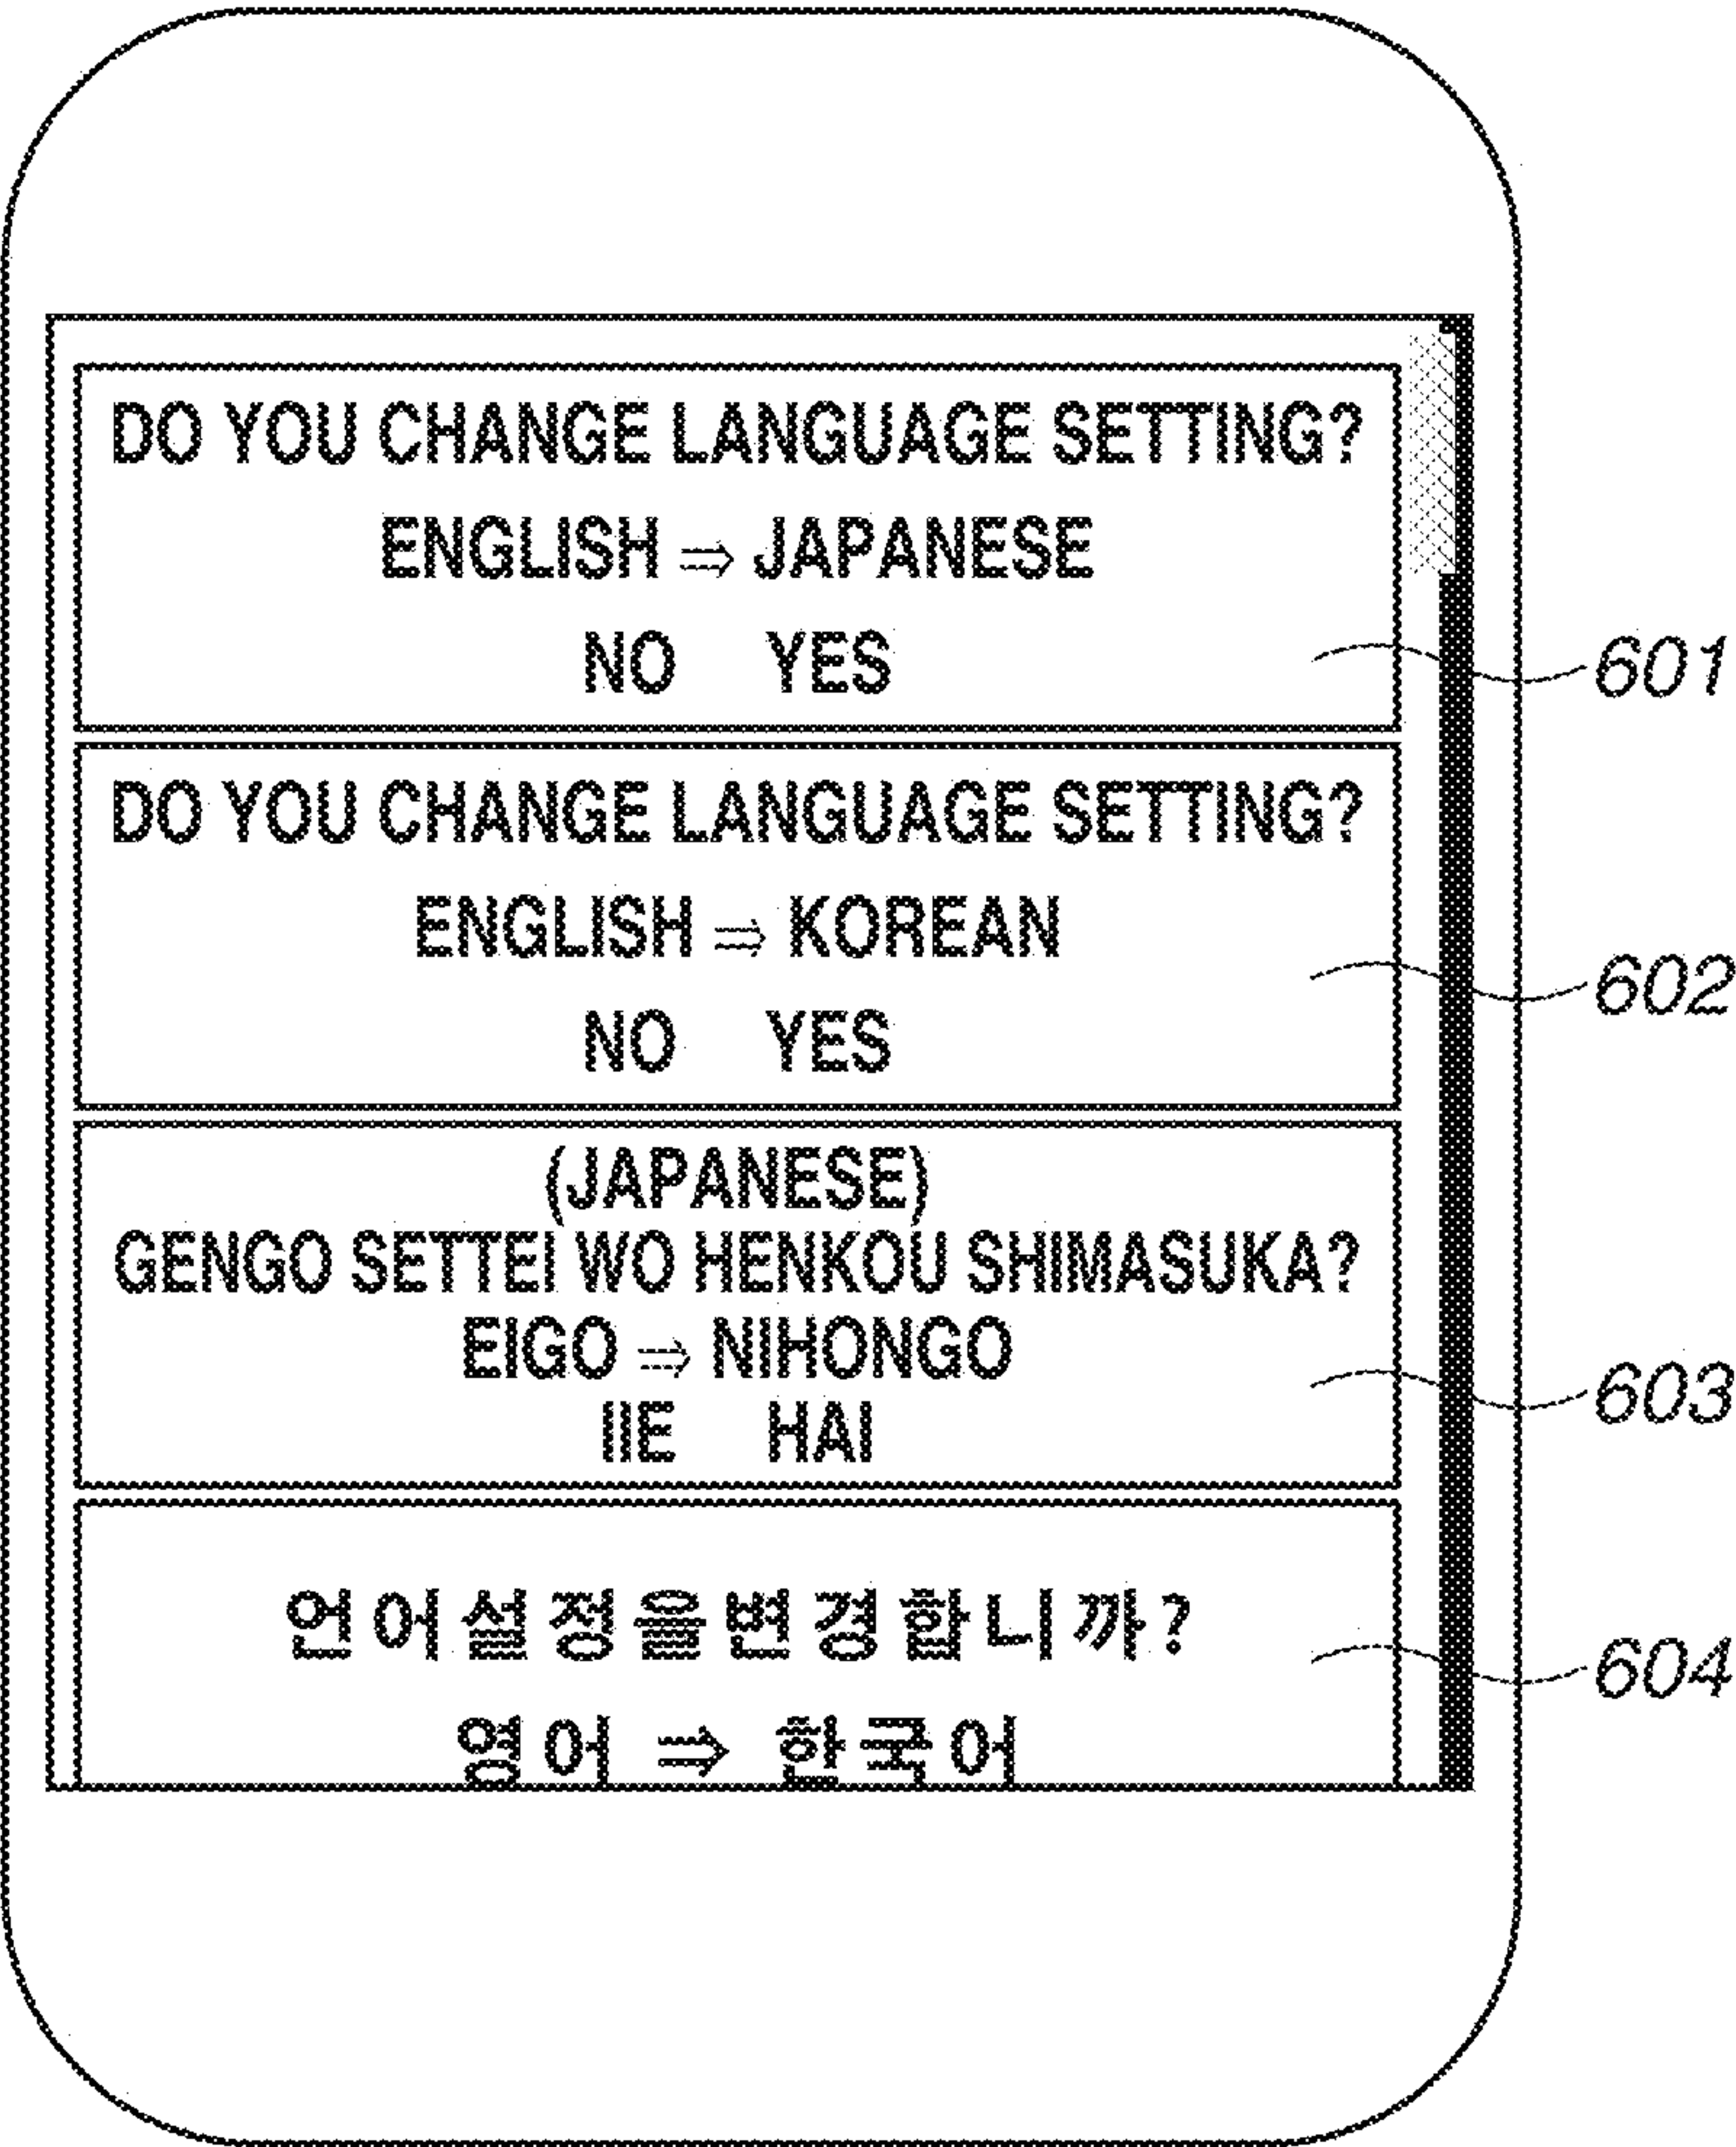 DO YOU CHANGE LANGUAGE SETTING?
ENGLISH ⇒ JAPANESE
NO YES
601
DO YOU CHANGE LANGUAGE SETTING?
ENGLISH ⇒ KOREAN
NO YES
602
(JAPANESE)
GENGO SETTEI WO HENKOU SHIMASUKA?
EIGO ⇒ NIHONGO
IIE HAI
603
언어설정을변경합니까?
604
영어 ⇒ 한국어